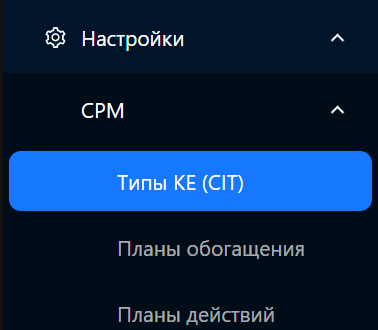 Настройки
CPM
Типы КЕ (CIT)
Планы обогащения
Планы действий